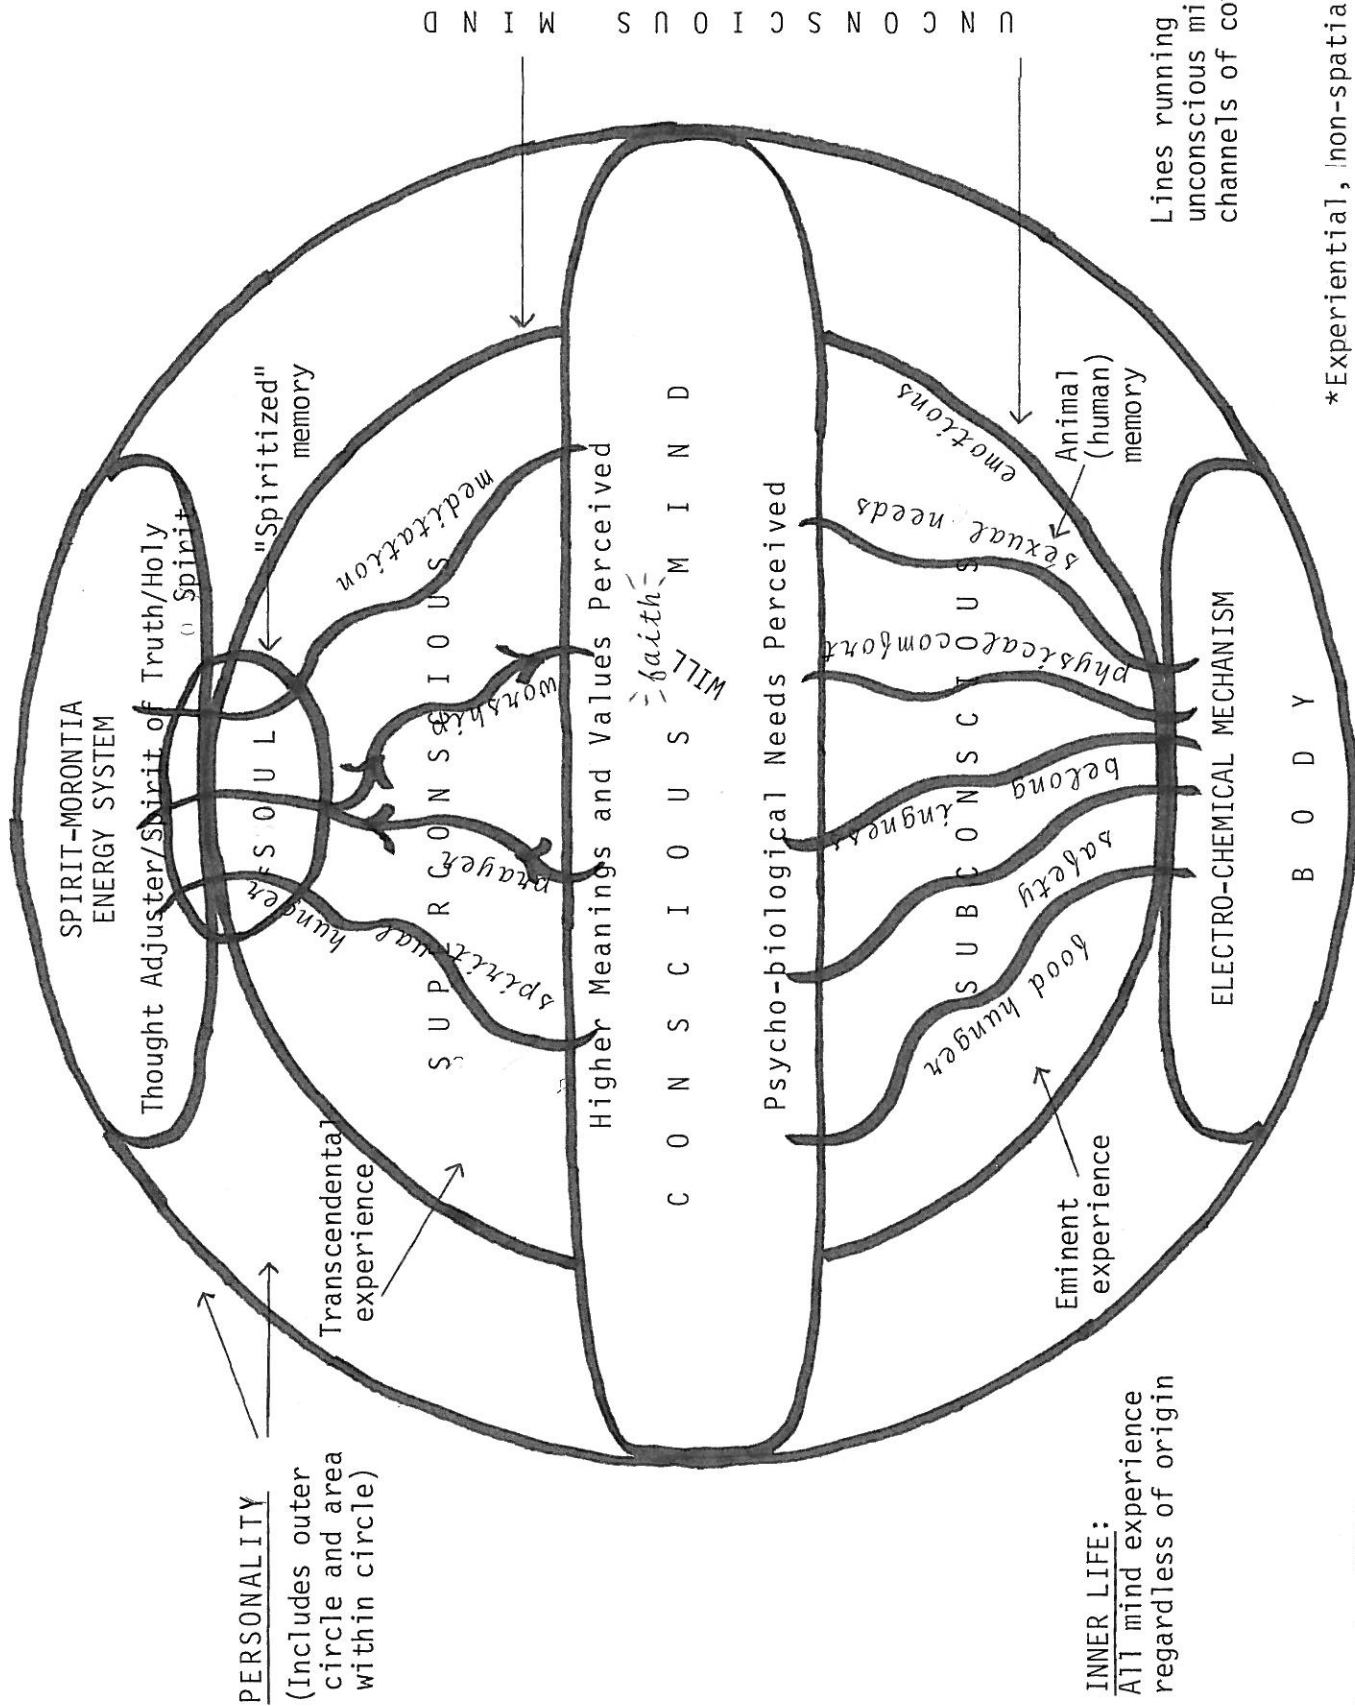 SPIRIT-MORONTIA
ENERGY SYSTEM
Thought Adjuster/Spirit of Truth/Holy
Spirit
PERSONALITY
(Includes outer
circle and area
within circle)
SOUL
"Spiritized"
memory
Transcendental
experience
spiritual hunger
prayer
worship
meditation
SUPERCONSCIOUS
UNCONSCIOUS MIND
Higher Meanings and Values Perceived
faith
WILL
CONSCIOUS MIND
Psycho-biological Needs Perceived
food hunger
safety
belong
ingness
physical comfort
sexual needs
emotions
SUBCONSCIOUS
Eminent
experience
Animal
(human)
memory
INNER LIFE:
All mind experience
regardless of origin
ELECTRO-CHEMICAL MECHANISM
BODY
Lines running
unconscious mi
channels of co
*Experiential, non-spatia